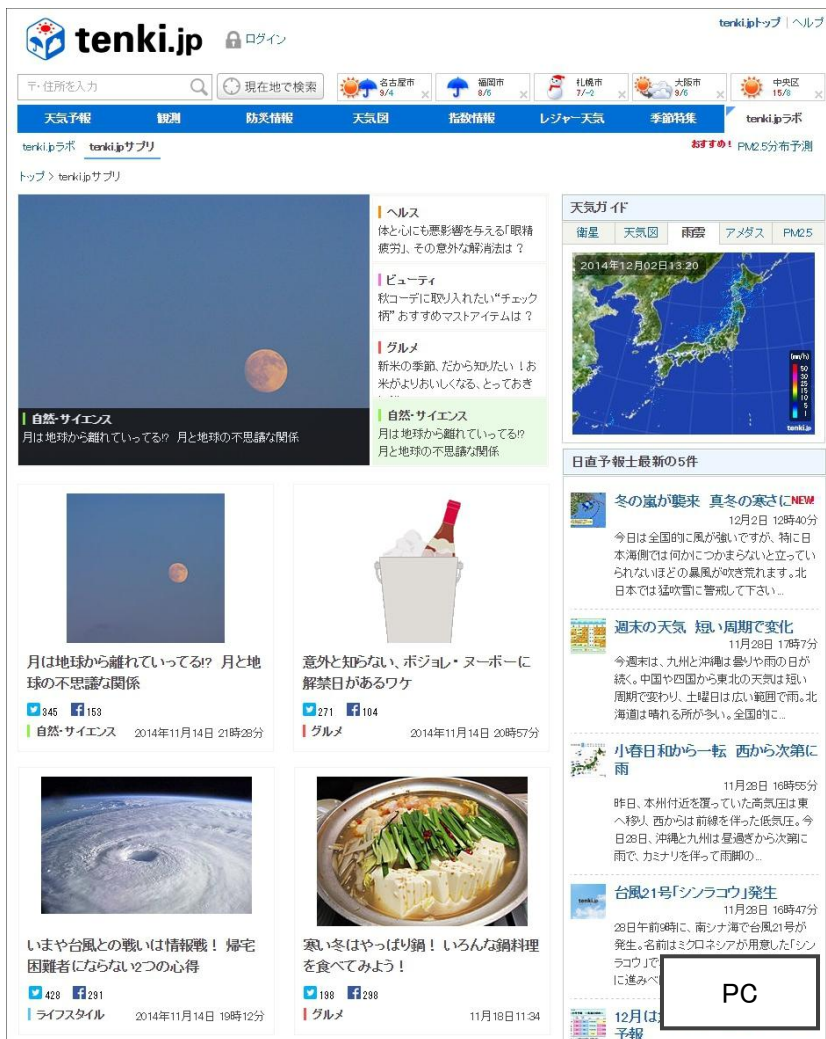 tenki.jp
ログイン
tenki.jpトップ | ヘルプ
〒・住所を入力
現在地で検索
名古屋市
9/4
福岡市
8/6
札幌市
7/-2
大阪市
9/6
中央区
15/8
天気予報 観測 防災情報 天気図 指数情報 レジャー天気 季節特集 tenki.jpラボ
tenki.jpラボ tenki.jpサプリ
おすすめ! PM2.5分布予測
トップ > tenki.jpサプリ
自然・サイエンス
月は地球から離れていってる!? 月と地球の不思議な関係
ヘルス
体と心にも悪影響を与える「眼精
疲労」、その意外な解消法は？
ビューティ
秋コーデに取り入れたい“チェック
柄” おすすめマストアイテムは？
グルメ
新米の季節、だから知りたい！お
米がよりおいしくなる、とっておき
自然・サイエンス
月は地球から離れていってる!?
月と地球の不思議な関係
月は地球から離れていってる!? 月と地
球の不思議な関係
345 153
自然・サイエンス 2014年11月14日 21時28分
意外と知らない、ボジョレ・ヌーボーに
解禁日があるワケ
271 104
グルメ 2014年11月14日 20時57分
いまや台風との戦いは情報戦！ 帰宅
困難者にならない2つの心得
428 291
ライフスタイル 2014年11月14日 19時12分
寒い冬はやっぱり鍋！ いろんな鍋料理
を食べてみよう！
198 298
グルメ 11月18日11:34
天気ガイド
衛星 天気図 雨雲 アメダス PM2.5
2014年12月02日13:20
(mm/h)
50
30
25
20
15
10
5
1
tenki.jp
日直予報士最新の5件
冬の嵐が襲来 真冬の寒さにNEW!
12月2日 12時40分
今日は全国的に風が強いですが、特に日
本海側では何かにつかまらないと立ってい
られないほどの暴風が吹き荒れます。北
日本では猛吹雪に警戒して下さい...
週末の天気 短い周期で変化
11月28日 17時7分
今週末は、九州と沖縄は曇りや雨の日が
続く。中国や四国から東北の天気は短い
周期で変わり、土曜日は広い範囲で雨。北
海道は晴れる所が多い。全国的に...
小春日和から一転 西から次第に
雨
11月28日 16時55分
昨日、本州付近を覆っていた高気圧は東
へ移り、西からは前線を伴った低気圧。今
日28日、沖縄と九州は昼過ぎから次第に
雨で、カミナリを伴って雨脚の...
tenki.jp
台風21号「シンラコウ」発生
11月28日 16時47分
28日午前9時に、南シナ海で台風21号が
発生。名前はミクロネシアが用意した「シン
ラコウ」で
に進みべ
12月は
予報
PC